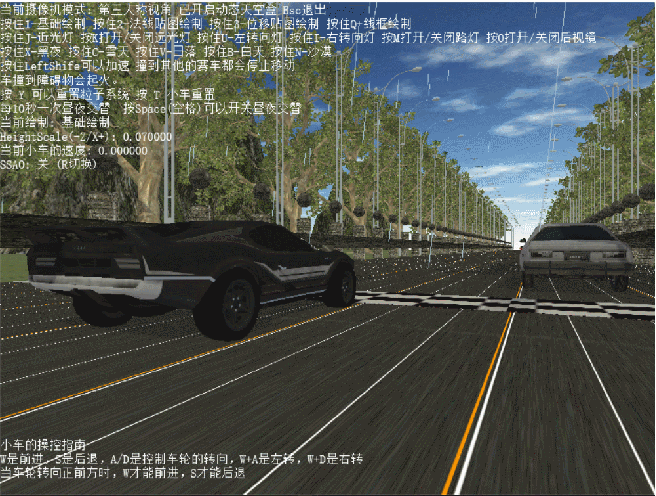 当前摄像机模式: 第三人称视角 已开启动态天空盒 Esc退出
按住1-基础绘制 按住2-法线贴图绘制 按住3-位移贴图绘制 按住Q-线框绘制
按住J-近光灯 按K打开/关闭远光灯 按住U-左转向灯 按住I-右转向灯 按M打开/关闭路灯 按O打开/关闭后视镜
按住X-黑夜 按住C-雪天 按住V-日落 按住B-白天 按住N-沙漠
按住LeftShife可以加速 撞到其他的赛车都会停止移动
车撞到障碍物会起火。
按 Y 可以重置粒子系统 按 T 小车重置
每10秒一次昼夜交替 按Space(空格)可以开关昼夜交替
当前绘制: 基础绘制
HeightScale(-Z/X+): 0.070000
当前小车的速度: 0.000000
SSAO: 关 (R切换)
小车的操控指南
W是前进，S是后退，A/D是控制车轮的转向，W+A是左转，W+D是右转
当车轮转向正前方时，W才能前进，S才能后退